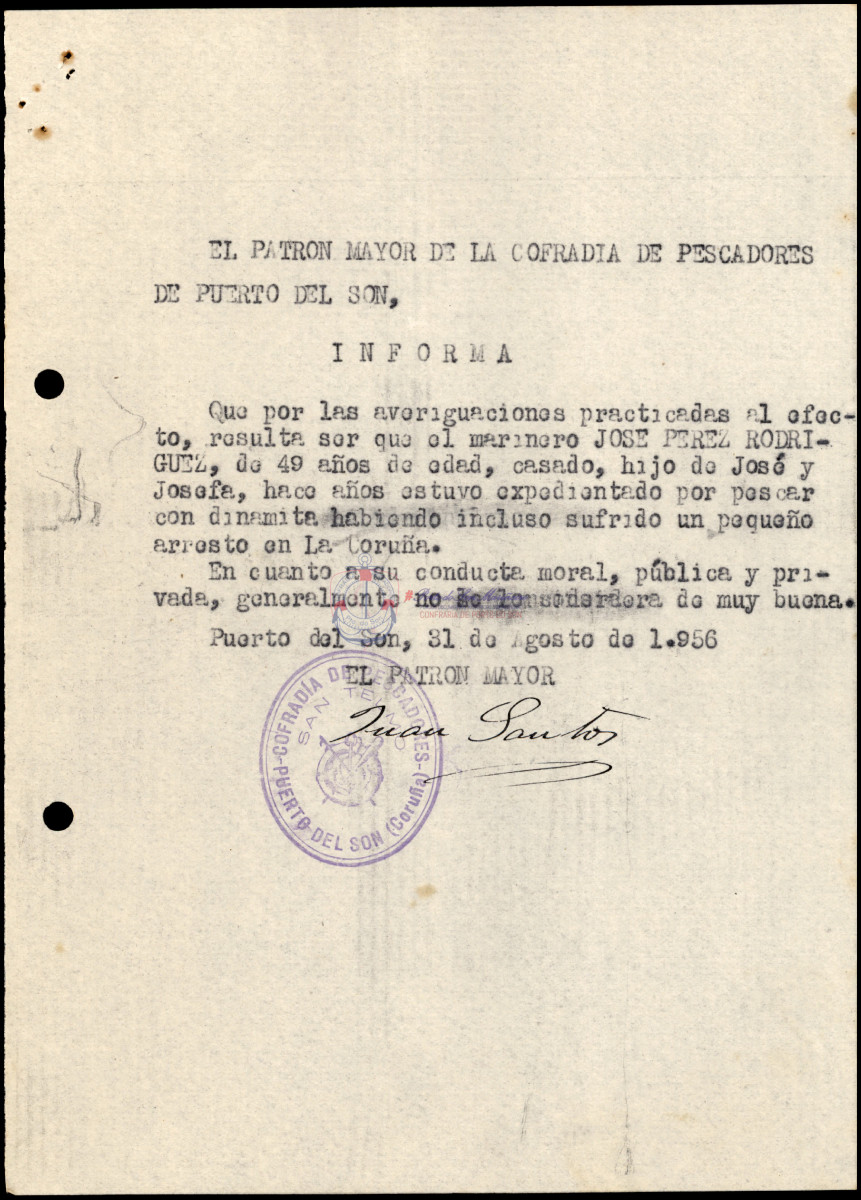 EL PATRON MAYOR DE LA COFRADIA DE PESCADORES
DE PUERTO DEL SON,
I N F O R M A
Que por las averiguaciones practicadas al efec-
to, resulta ser que el marinero JOSE PEREZ RODRI-
GUEZ, de 49 años de edad, casado, hijo de José y
Josefa, hace años estuvo expedientado por pescar
con dinamita habiendo incluso sufrido un pequeño
arresto en La Coruña.
En cuanto a su conducta moral, pública y pri-
vada, generalmente no se de muy buena.
Puerto del Son, 31 de Agosto de 1.956
EL PATRON MAYOR
Juan Santos
COFRADÍA DE PESCADORES
SAN TELMO
PUERTO DEL SON (Coruña)